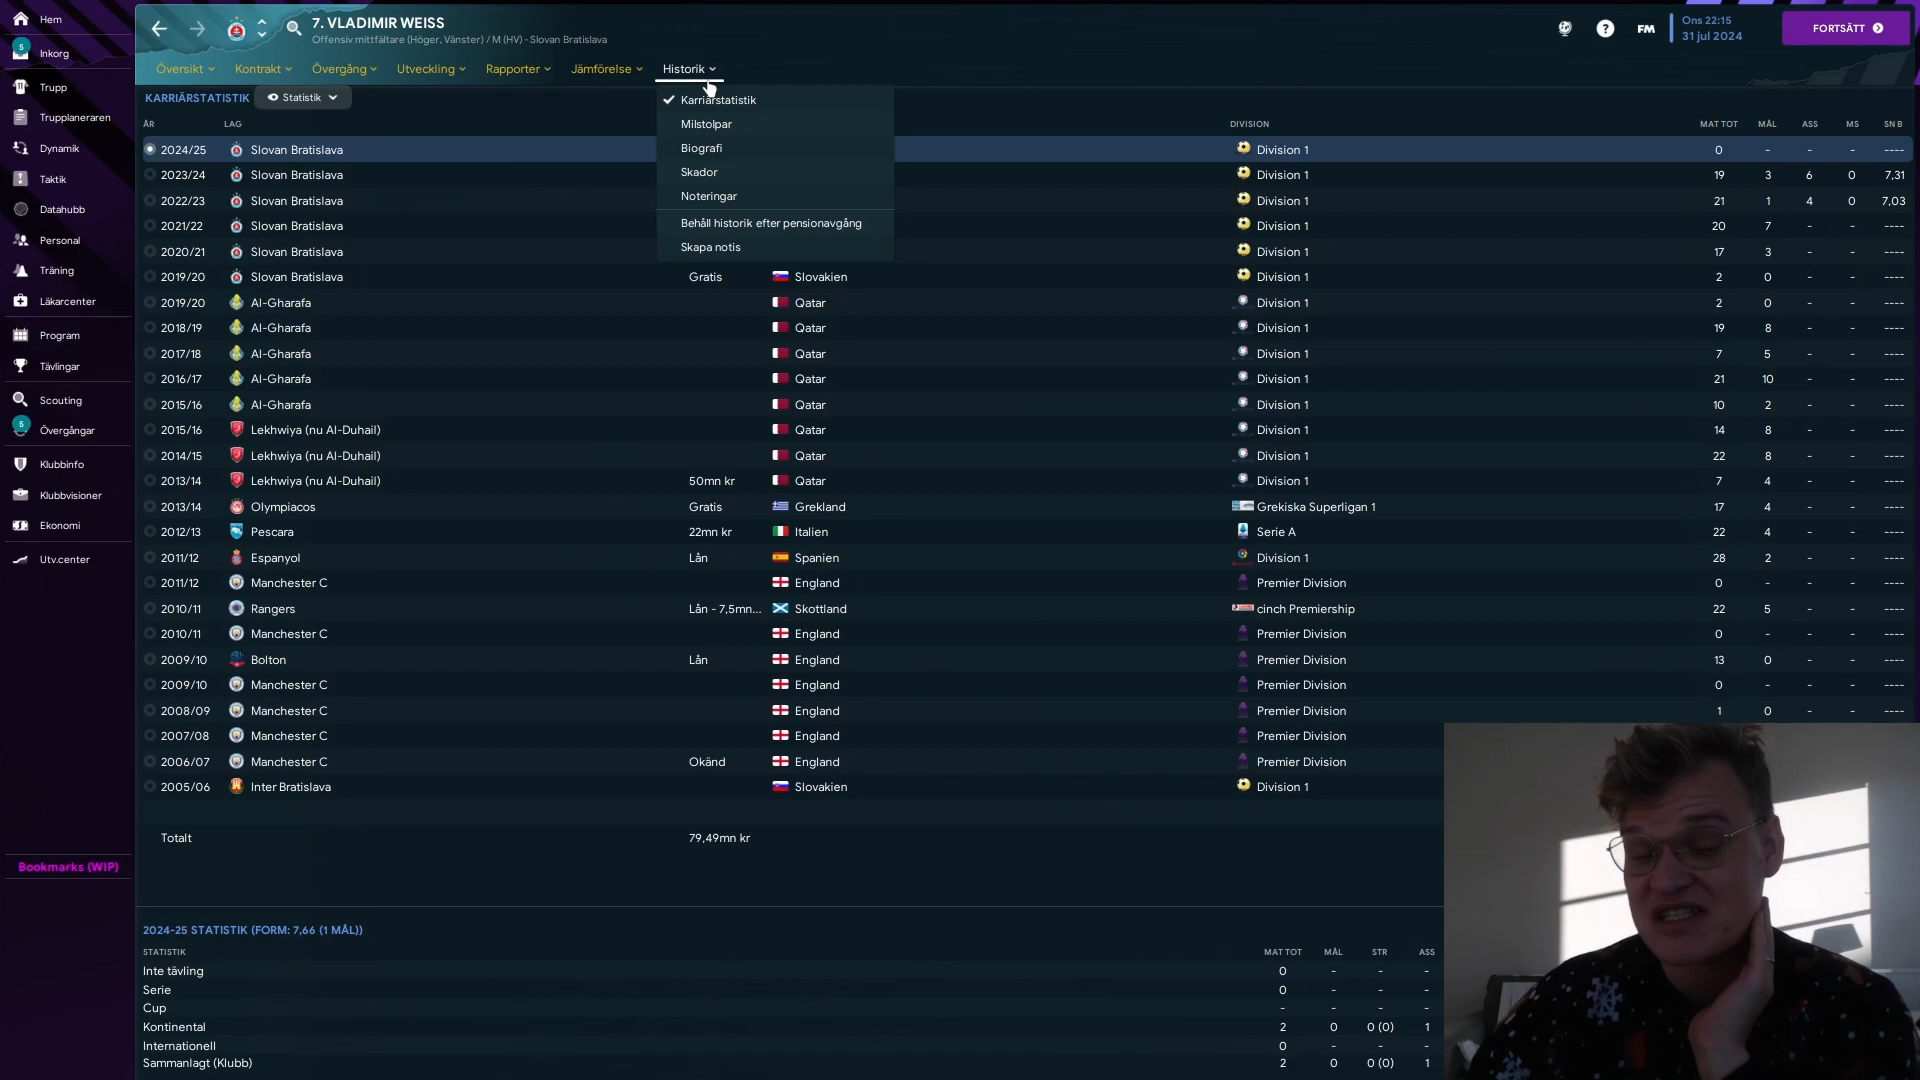 Hem
Inkorg
5
Trupp
Trupplaneraren
Dynamik
Taktik
Datahubb
Personal
Träning
Läkarcenter
Program
Tävlingar
Scouting
5
Övergångar
Klubbinfo
Klubbvisioner
Ekonomi
Utv.center
Bookmarks (WIP)
7. VLADIMIR WEISS
Offensiv mittfältare (Höger, Vänster) / M (HV) - Slovan Bratislava
FM
Ons 22:15
31 jul 2024
FORTSÄTT
Översikt Kontrakt Övergång Utveckling Rapporter Jämförelse Historik
KARRIÄRSTATISTIK Statistik
Karriärstatistik
Milstolpar
Biografi
Skador
Noteringar
Behåll historik efter pensionavgång
Skapa notis
ÅR LAG DIVISION MAT TOT MÅL ASS MS SN B
2024/25 Slovan Bratislava Division 1 0 - - - ----
2023/24 Slovan Bratislava Division 1 19 3 6 0 7,31
2022/23 Slovan Bratislava Division 1 21 1 4 0 7,03
2021/22 Slovan Bratislava Division 1 20 7 - - ----
2020/21 Slovan Bratislava Division 1 17 3 - - ----
2019/20 Slovan Bratislava Gratis Slovakien Division 1 2 0 - - ----
2019/20 Al-Gharafa Qatar Division 1 2 0 - - ----
2018/19 Al-Gharafa Qatar Division 1 19 8 - - ----
2017/18 Al-Gharafa Qatar Division 1 7 5 - - ----
2016/17 Al-Gharafa Qatar Division 1 21 10 - - ----
2015/16 Al-Gharafa Qatar Division 1 10 2 - - ----
2015/16 Lekhwiya (nu Al-Duhail) Qatar Division 1 14 8 - - ----
2014/15 Lekhwiya (nu Al-Duhail) Qatar Division 1 22 8 - - ----
2013/14 Lekhwiya (nu Al-Duhail) 50mn kr Qatar Division 1 7 4 - - ----
2013/14 Olympiacos Gratis Grekland Grekiska Superligan 1 17 4 - - ----
2012/13 Pescara 22mn kr Italien Serie A 22 4 - - ----
2011/12 Espanyol Lån Spanien Division 1 28 2 - - ----
2011/12 Manchester C England Premier Division 0 - - - ----
2010/11 Rangers Lån - 7,5mn... Skottland cinch Premiership 22 5 - - ----
2010/11 Manchester C England Premier Division 0 - - - ----
2009/10 Bolton Lån England Premier Division 13 0 - - ----
2009/10 Manchester C England Premier Division 0 - - - ----
2008/09 Manchester C England Premier Division 1 0 - - ----
2007/08 Manchester C England Premier Division
2006/07 Manchester C Okänd England Premier Division
2005/06 Inter Bratislava Slovakien Division 1
Totalt 79,49mn kr
2024-25 STATISTIK (FORM: 7,66 (1 MÅL))
STATISTIK MAT TOT MÅL STR ASS
Inte tävling 0 - - -
Serie 0 - - -
Cup - - - -
Kontinental 2 0 0 (0) 1
Internationell 0 - - -
Sammanlagt (Klubb) 2 0 0 (0) 1